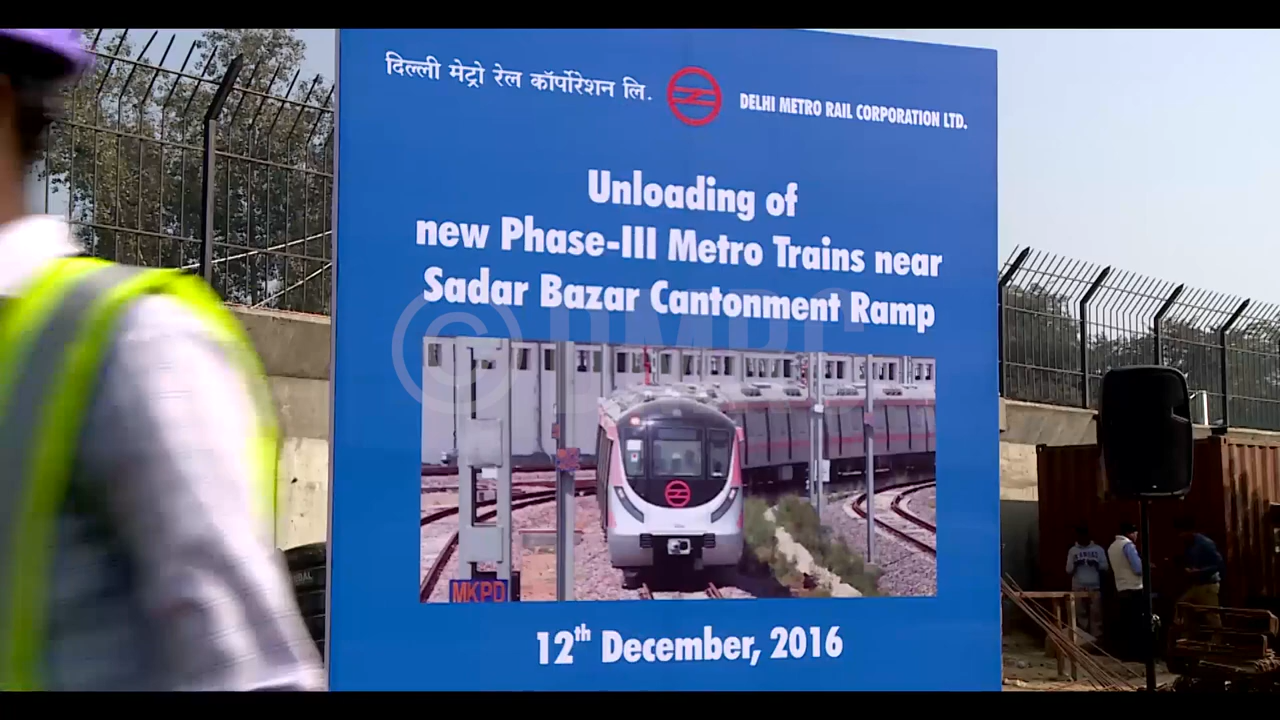 दिल्ली मेट्रो रेल कॉर्पोरेशन लि.
DELHI METRO RAIL CORPORATION LTD.
Unloading of
new Phase-III Metro Trains near
Sadar Bazar Cantonment Ramp
© DMRC
MKPD
12th December, 2016